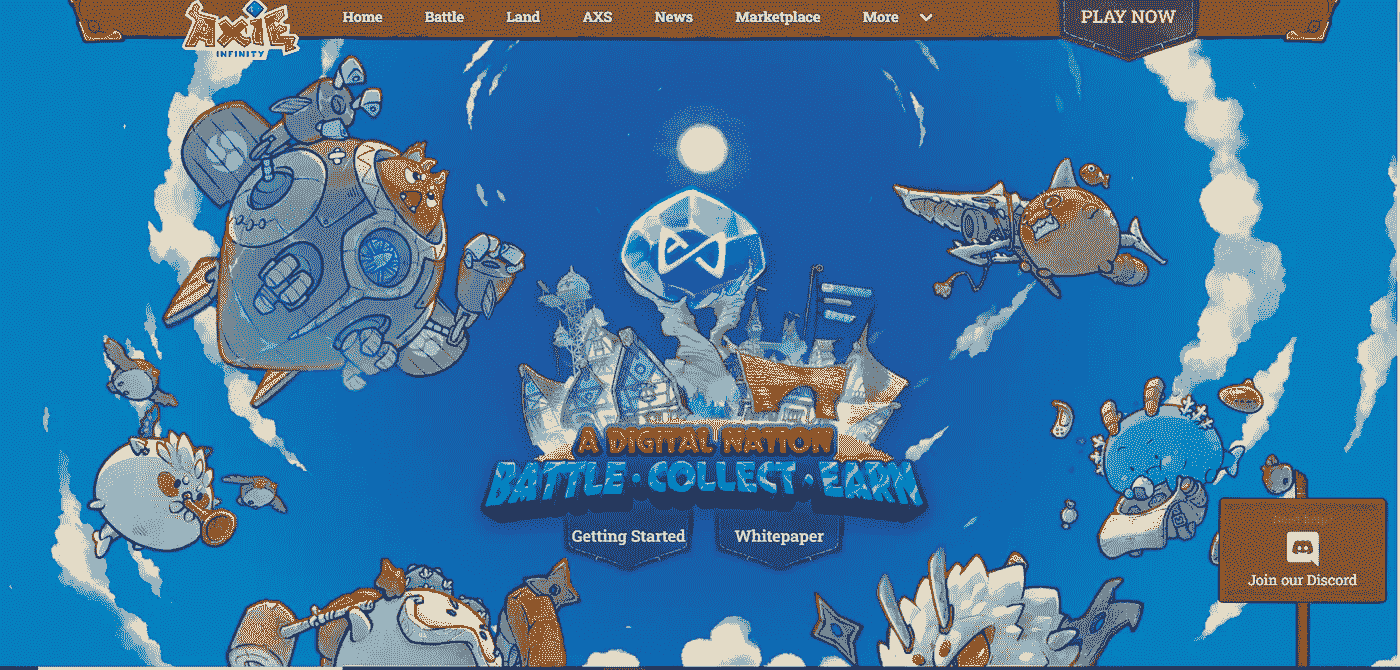 AXIE
INFINITY
Home
Battle
Land
AXS
News
Marketplace
More
PLAY NOW
A DIGITAL NATION
BATTLE · COLLECT · EARN
Getting Started
Whitepaper
Join our Discord